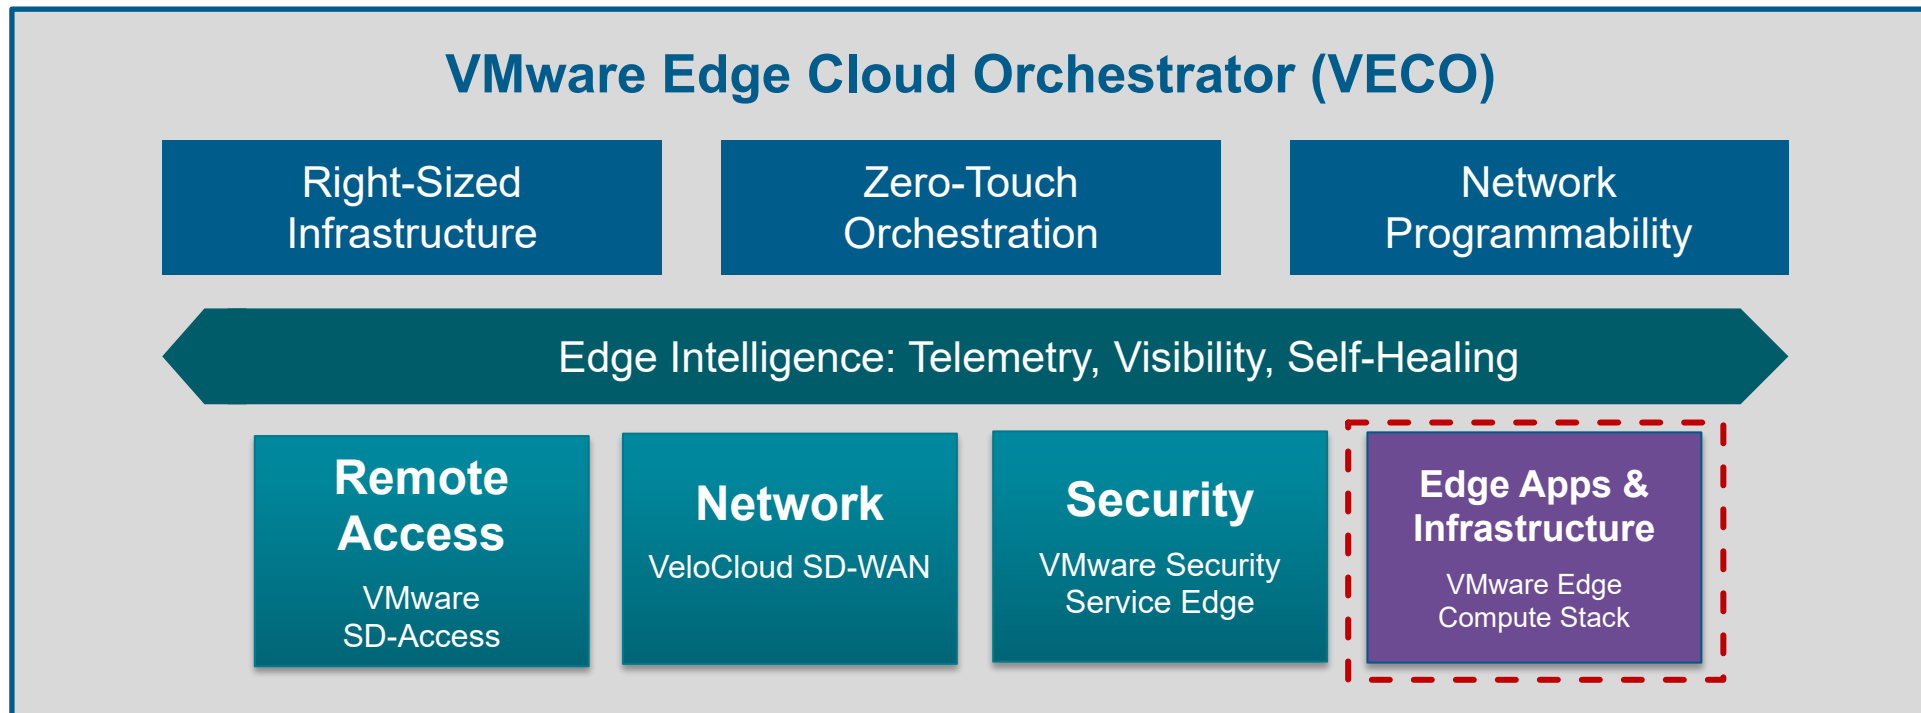 VMware Edge Cloud Orchestrator (VECO)
Right-Sized
Infrastructure
Zero-Touch
Orchestration
Network
Programmability
Edge Intelligence: Telemetry, Visibility, Self-Healing
Remote
Access
VMware
SD-Access
Network
VeloCloud SD-WAN
Security
VMware Security
Service Edge
Edge Apps &
Infrastructure
VMware Edge
Compute Stack